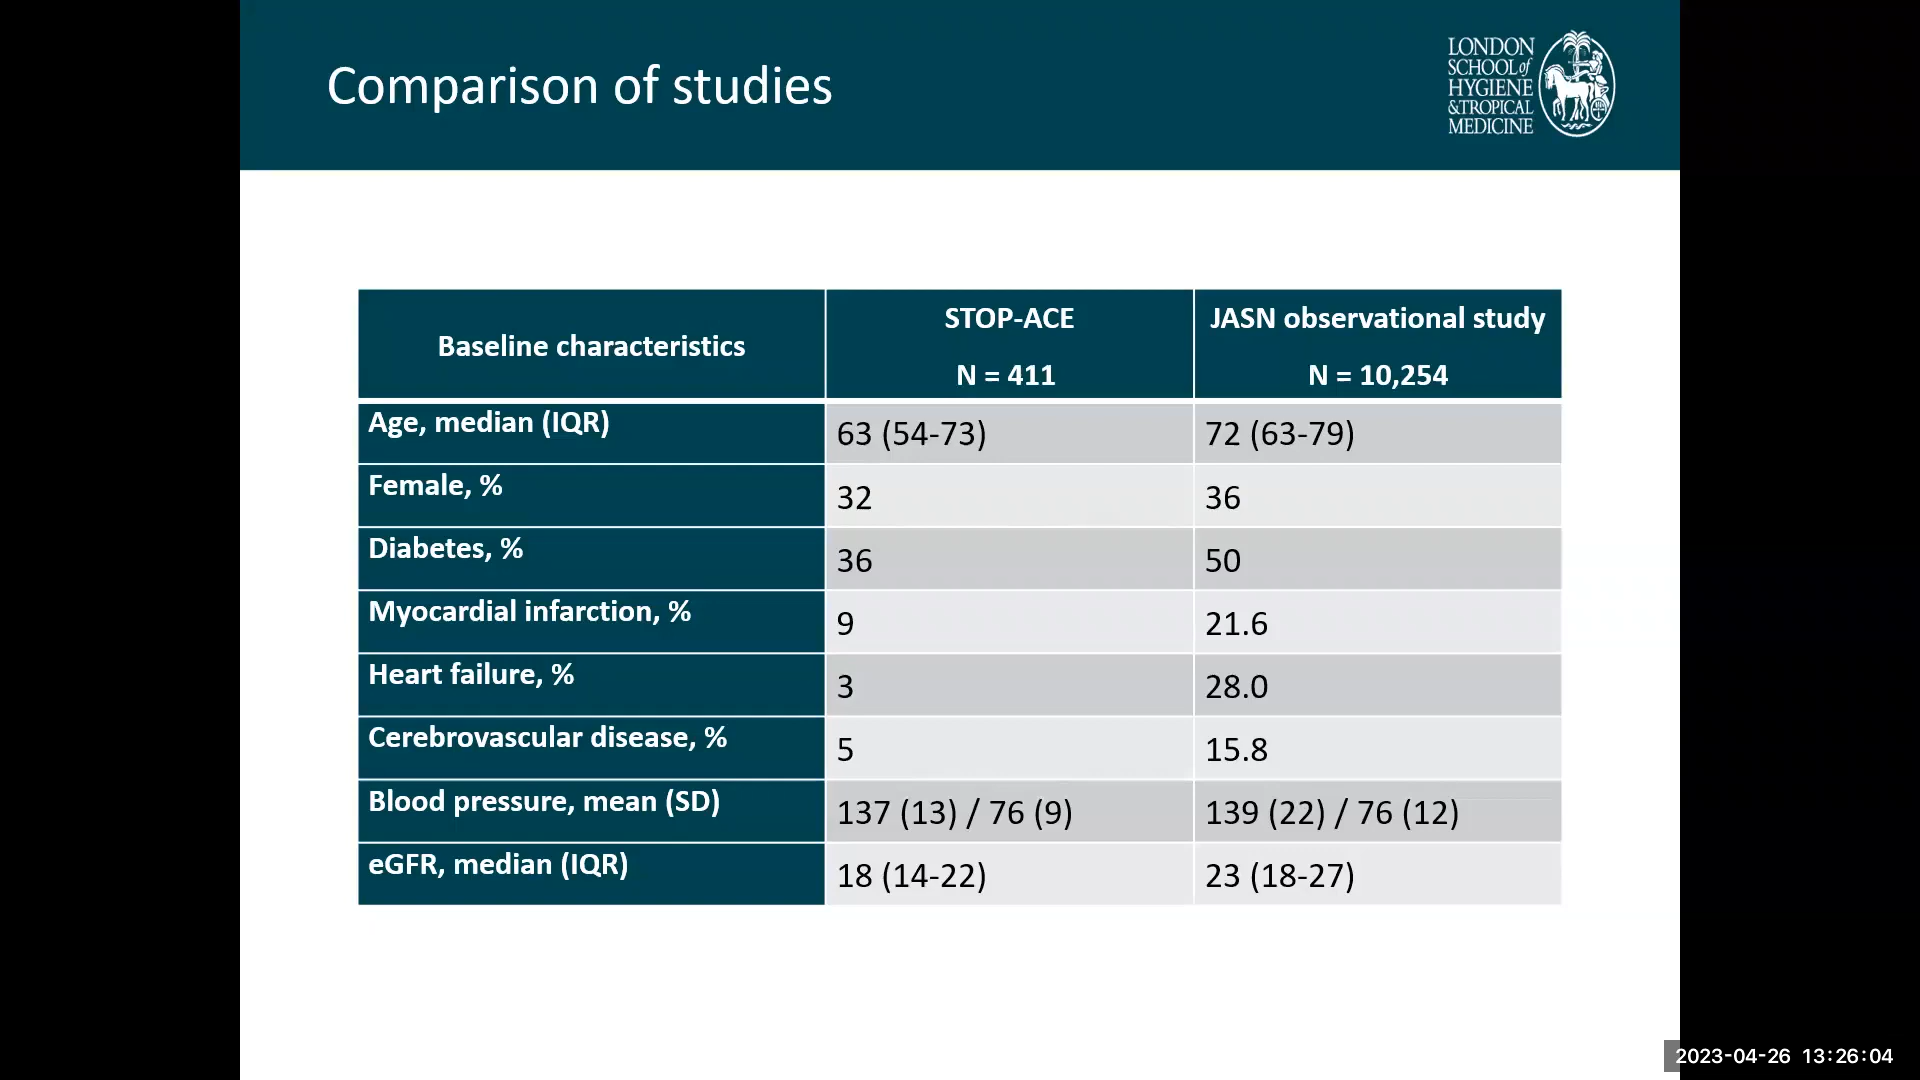 Comparison of studies
LONDON
SCHOOL of
HYGIENE
&TROPICAL
MEDICINE
Baseline characteristics
STOP-ACE
N = 411
JASN observational study
N = 10,254
Age, median (IQR) 63 (54-73) 72 (63-79)
Female, % 32 36
Diabetes, % 36 50
Myocardial infarction, % 9 21.6
Heart failure, % 3 28.0
Cerebrovascular disease, % 5 15.8
Blood pressure, mean (SD) 137 (13) / 76 (9) 139 (22) / 76 (12)
eGFR, median (IQR) 18 (14-22) 23 (18-27)
2023-04-26 13:26:04